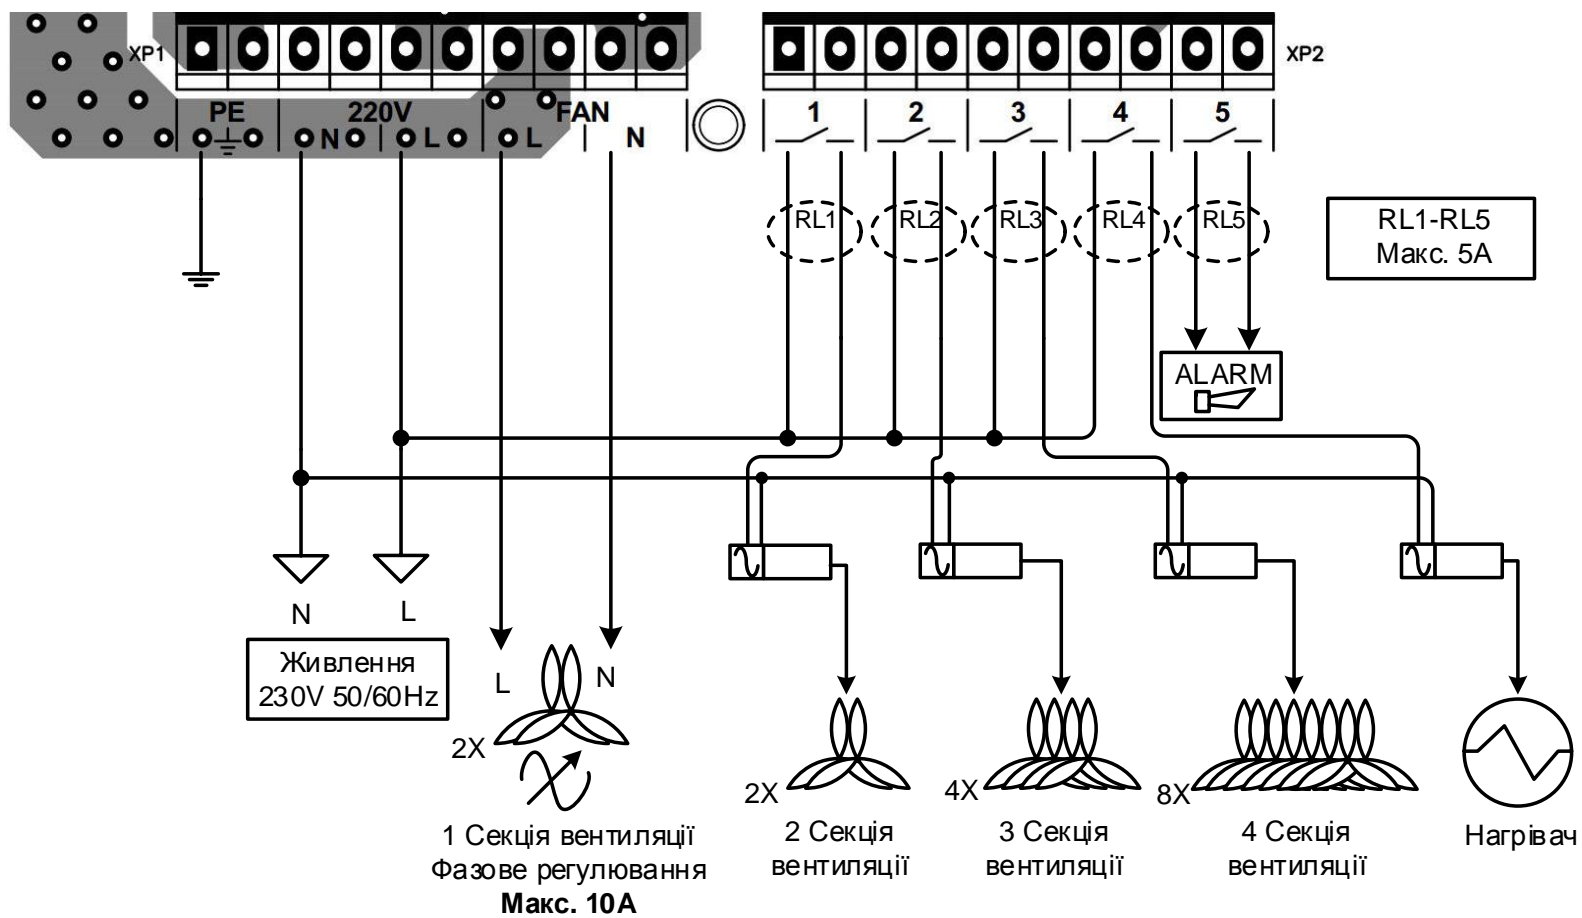 XP1
XP2
PE 220V FAN 1 2 3 4 5
N L L N
RL1 RL2 RL3 RL4 RL5
RL1-RL5
Макс. 5А
ALARM
N L
Живлення
230V 50/60Hz
L N
2X
2X
4X
8X
1 Секція вентиляції
Фазове регулювання
Макс. 10А
2 Секція
вентиляції
3 Секція
вентиляції
4 Секція
вентиляції
Нагрівач